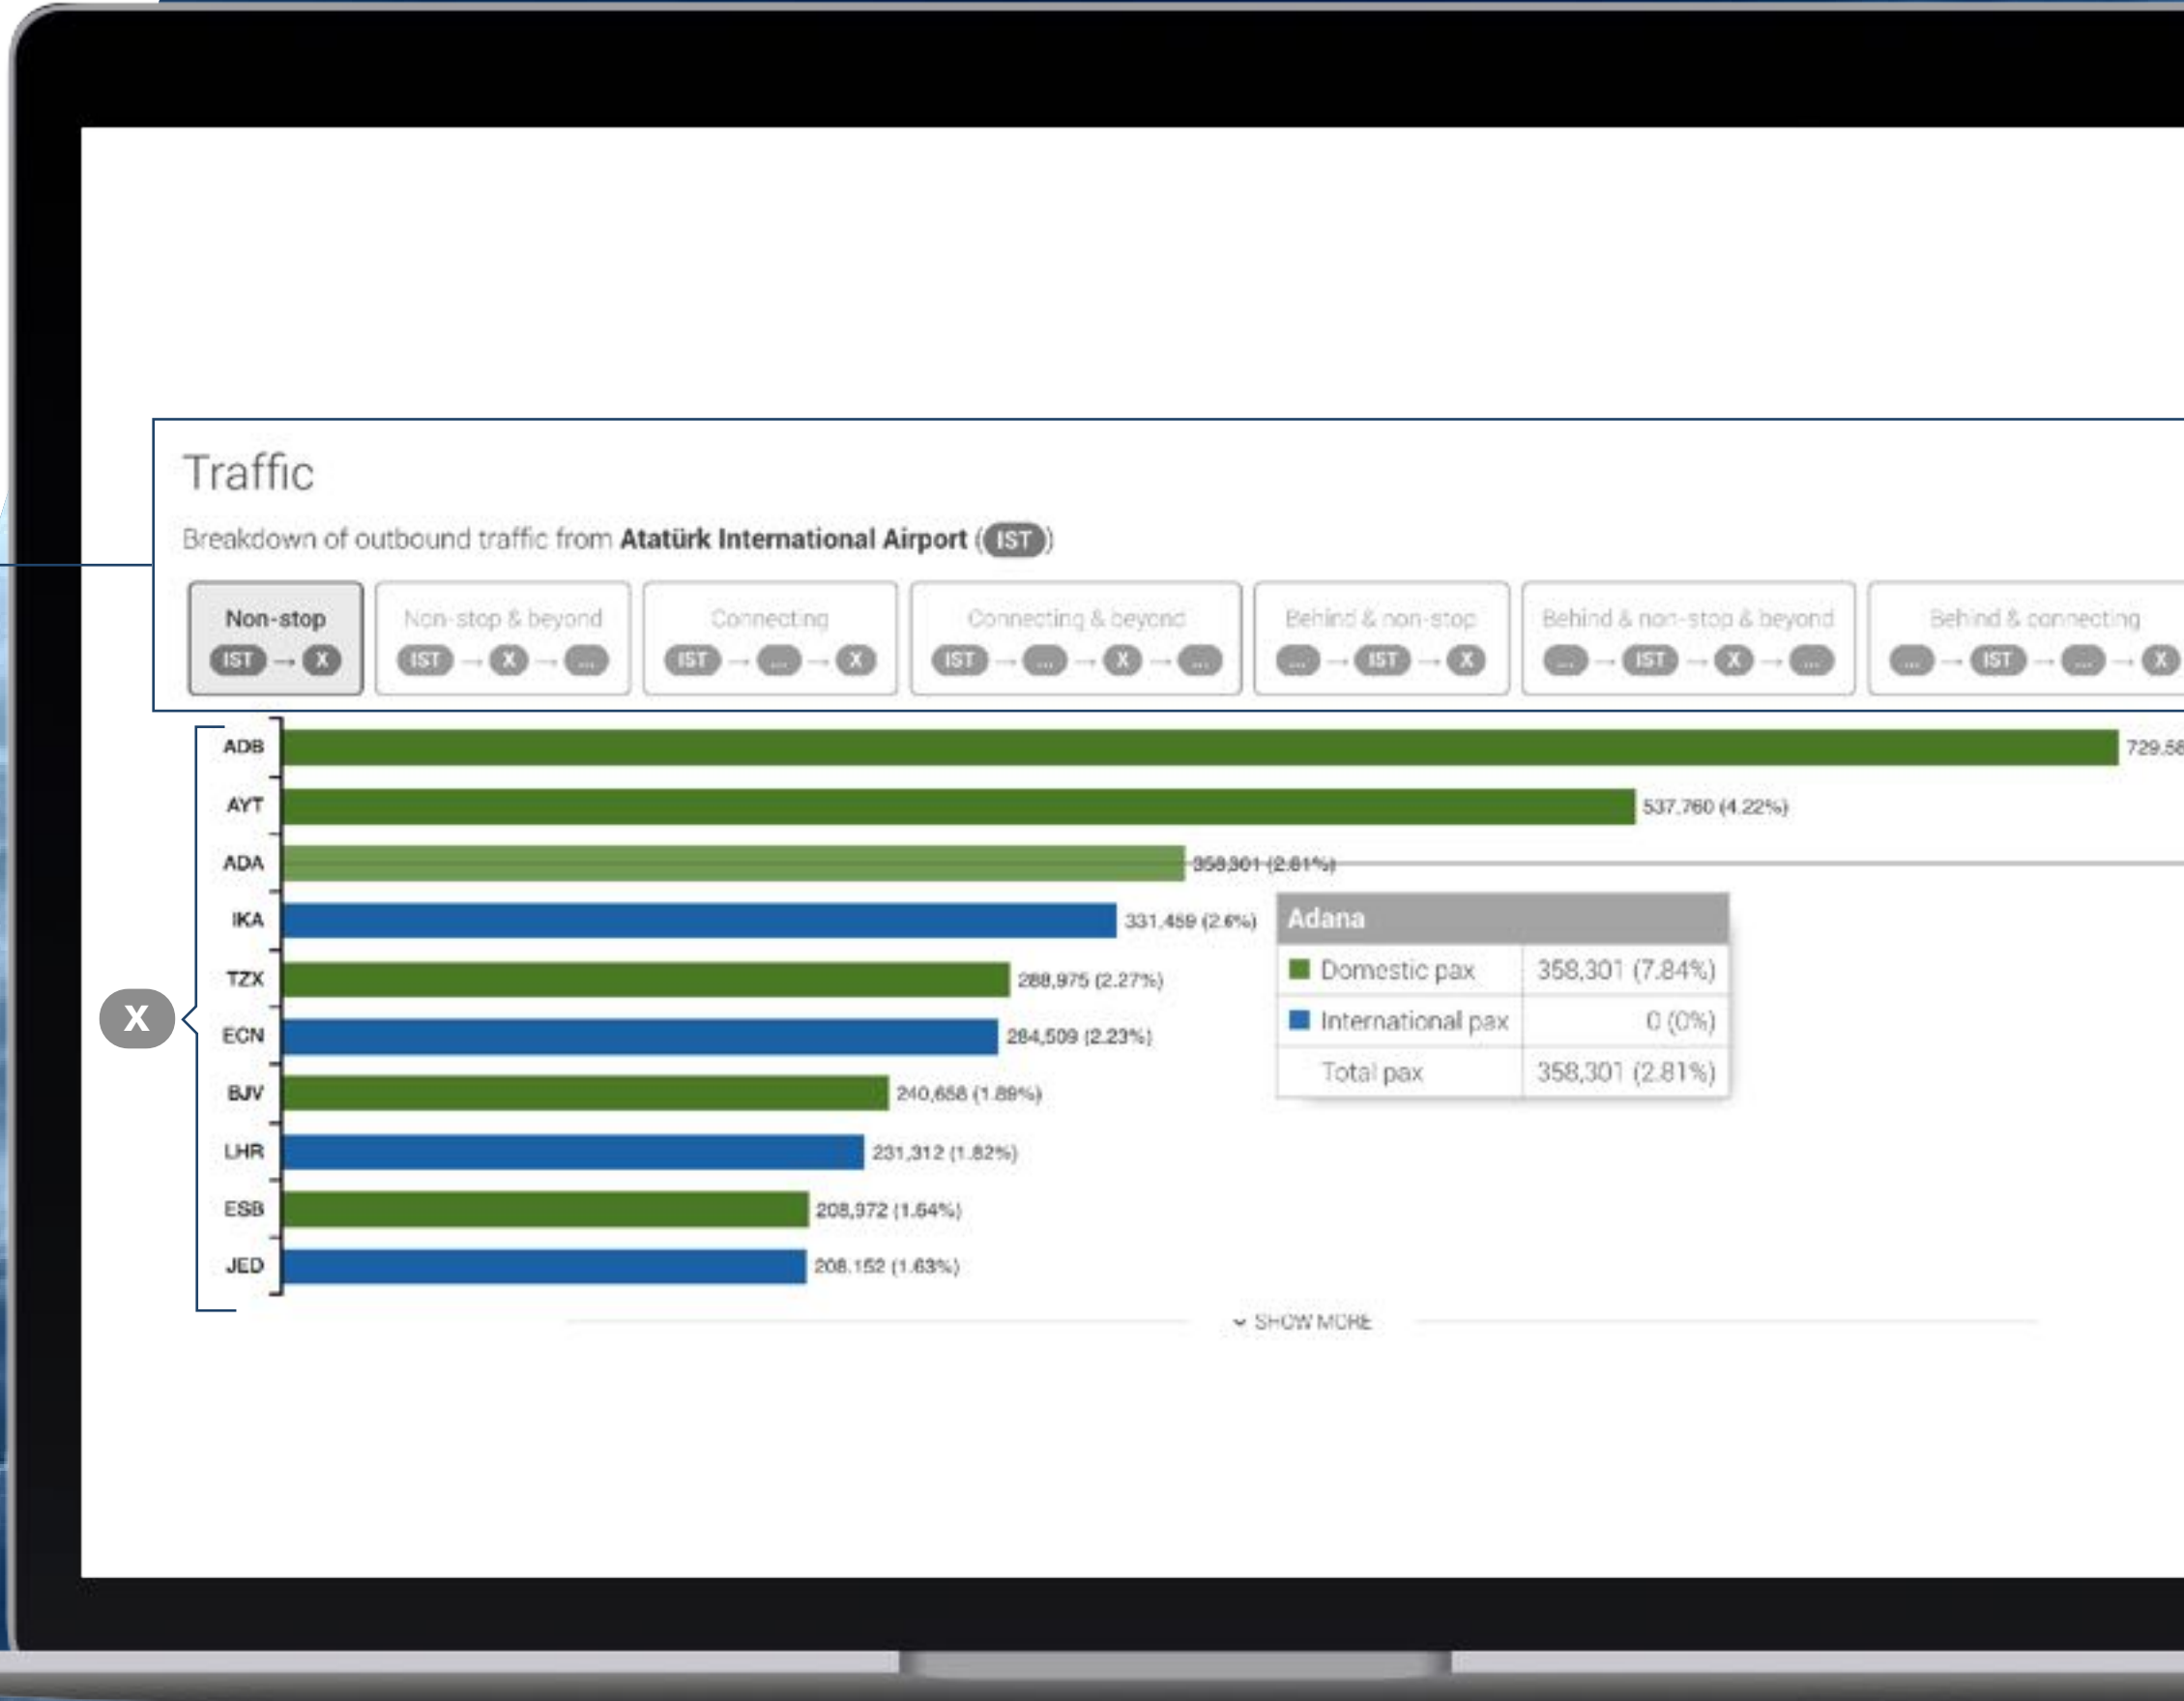 Traffic
Breakdown of outbound traffic from Atatürk International Airport (IST)
Non-stop
IST → X
Non-stop & beyond
IST → X → ...
Connecting
IST → ... → X
Connecting & beyond
IST → ... → X → ...
Behind & non-stop
... → IST → X
Behind & non-stop & beyond
... → IST → X → ...
Behind & connecting
... → IST → ... → X
ADB
AYT 537,760 (4.22%)
ADA 358,301 (2.81%)
IKA 331,459 (2.6%)
TZX 288,975 (2.27%)
ECN 284,509 (2.23%)
BJV 240,658 (1.89%)
LHR 231,312 (1.82%)
ESB 208,972 (1.64%)
JED 208,152 (1.63%)
X
Adana
Domestic pax 358,301 (7.84%)
International pax 0 (0%)
Total pax 358,301 (2.81%)
SHOW MORE